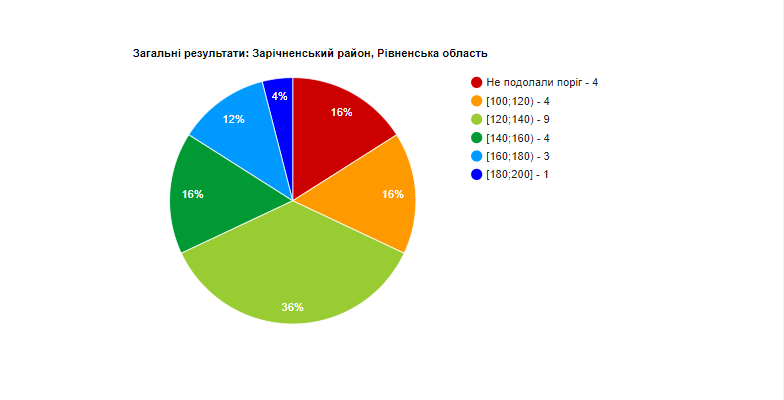 Загальні результати: Зарічненський район, Рівненська область
Не подолали поріг - 4
[100;120) - 4
[120;140) - 9
[140;160) - 4
[160;180) - 3
[180;200] - 1
4%
16%
12%
16%
16%
36%